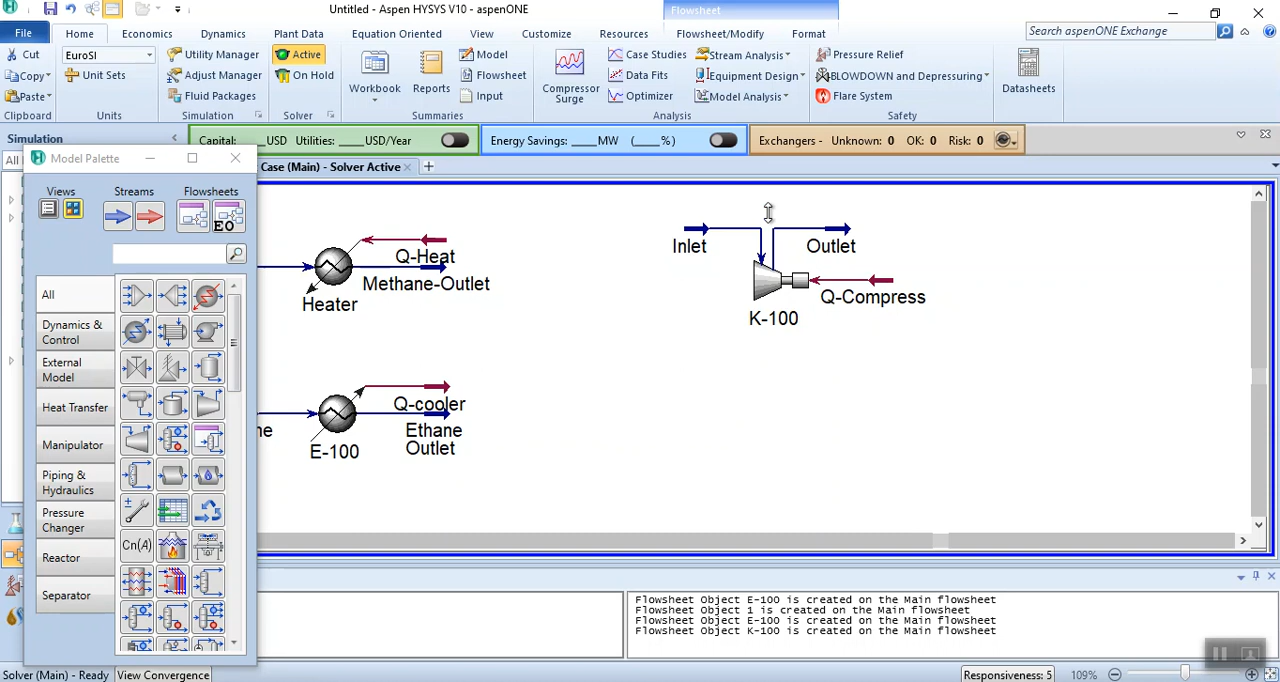 Untitled - Aspen HYSYS V10 - aspenONE
Flowsheet
File Home Economics Dynamics Plant Data Equation Oriented View Customize Resources Flowsheet/Modify Format
Search aspenONE Exchange
Cut EuroSI Utility Manager Active Model Case Studies Stream Analysis Pressure Relief
Copy Unit Sets Adjust Manager On Hold Workbook Reports Flowsheet Compressor Surge Data Fits Equipment Design BLOWDOWN and Depressuring Datasheets
Paste Fluid Packages Input Optimizer Model Analysis Flare System
Clipboard Units Simulation Solver Summaries Analysis Safety
Simulation
Capital: ____USD Utilities: ____USD/Year
Energy Savings: ____MW (____%)
Exchangers - Unknown: 0 OK: 0 Risk: 0
All
Model Palette
Case (Main) - Solver Active
+
Views Streams Flowsheets
EO
All
Dynamics &
Control
External
Model
Heat Transfer
Manipulator
Piping &
Hydraulics
Pressure
Changer
Cn(A)
Reactor
Separator
Q-Heat
Methane-Outlet
Heater
Inlet
Outlet
Q-Compress
K-100
Q-cooler
Ethane
Outlet
ne
E-100
Flowsheet Object E-100 is created on the Main flowsheet
Flowsheet Object 1 is created on the Main flowsheet
Flowsheet Object E-100 is created on the Main flowsheet
Flowsheet Object K-100 is created on the Main flowsheet
Solver (Main) - Ready View Convergence
Responsiveness: 5 109%